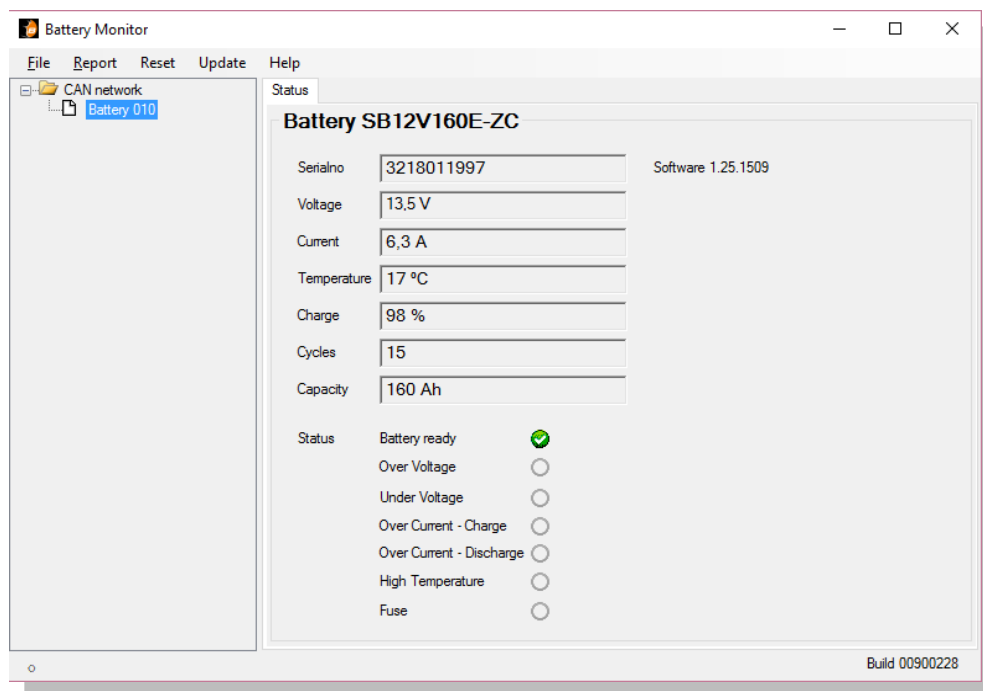 Battery Monitor
File Report Reset Update Help
CAN network
Battery 010
Status
Battery SB12V160E-ZC
Serialno 3218011997 Software 1.25.1509
Voltage 13,5 V
Current 6,3 A
Temperature 17 ºC
Charge 98 %
Cycles 15
Capacity 160 Ah
Status Battery ready
Over Voltage
Under Voltage
Over Current - Charge
Over Current - Discharge
High Temperature
Fuse
Build 00900228